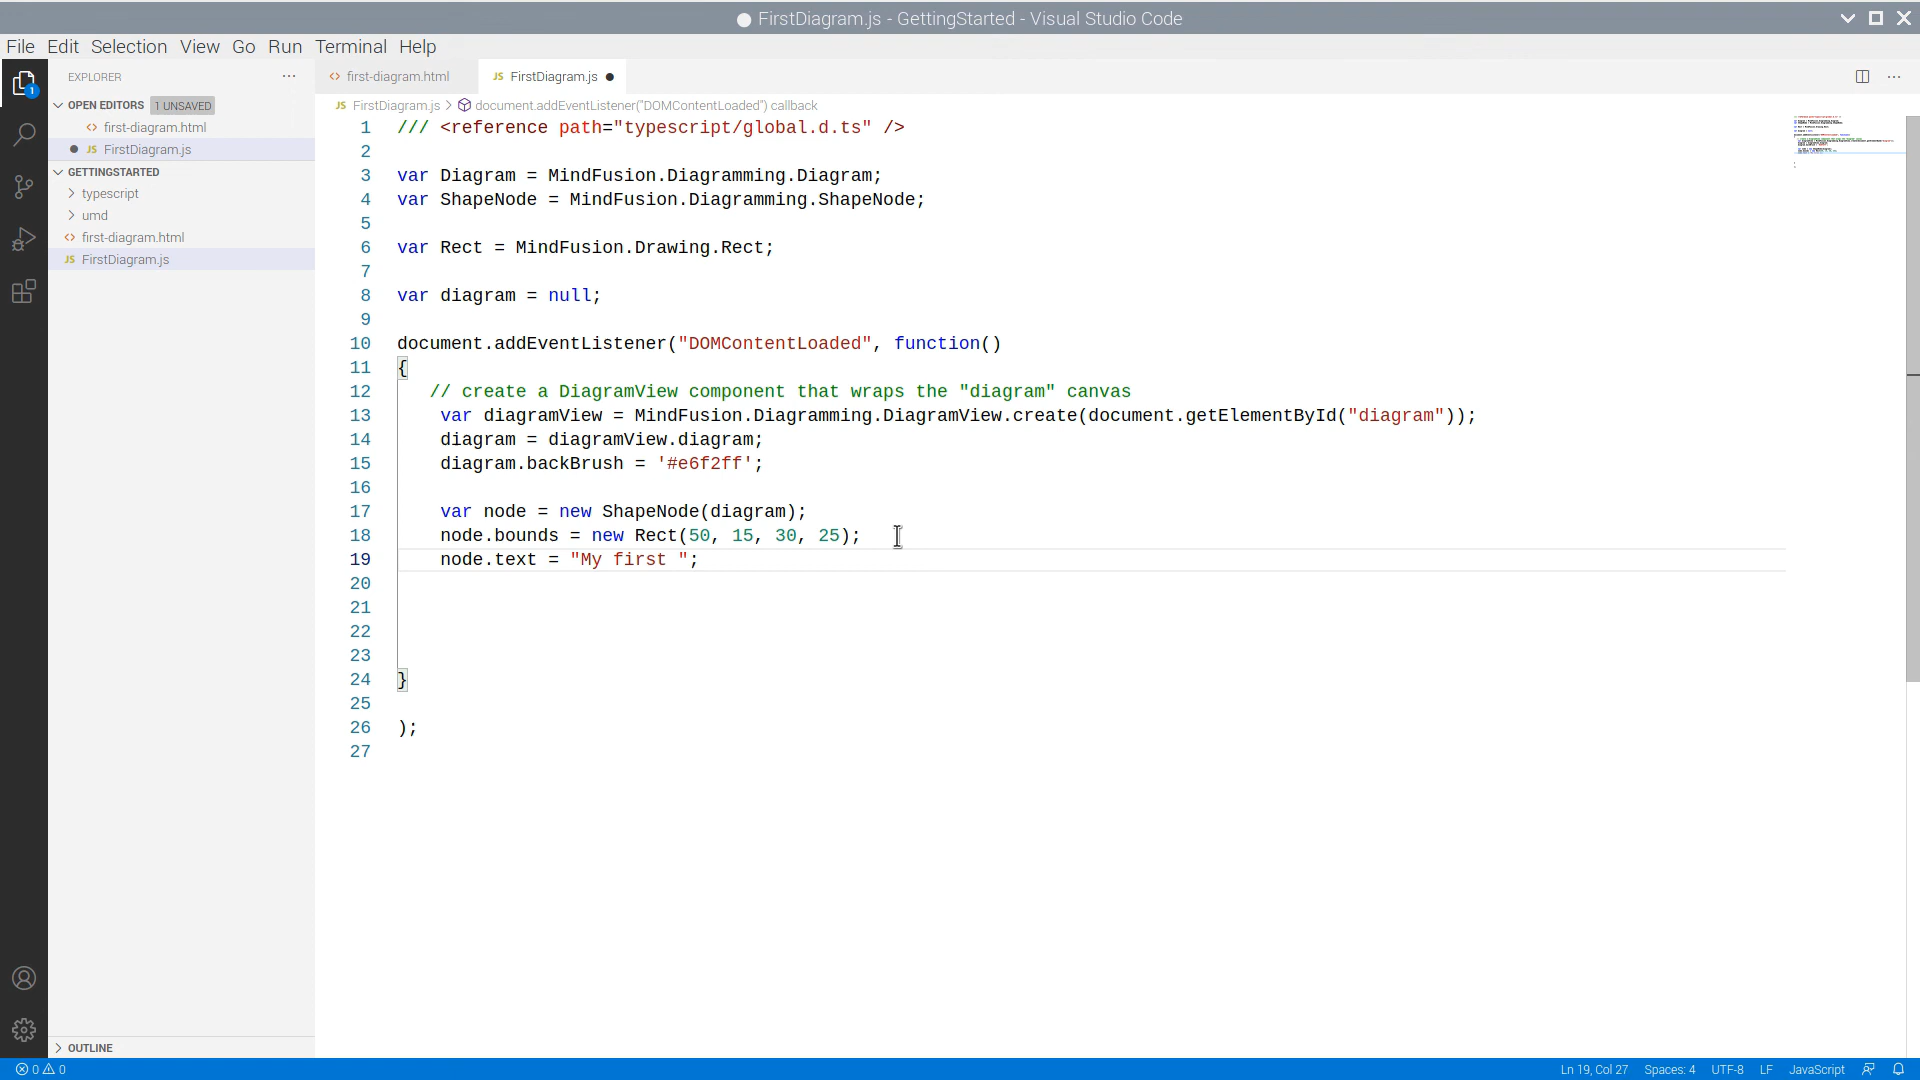 FirstDiagram.js - GettingStarted - Visual Studio Code
File Edit Selection View Go Run Terminal Help
EXPLORER
first-diagram.html
JS FirstDiagram.js
OPEN EDITORS 1 UNSAVED
first-diagram.html
JS FirstDiagram.js
GETTINGSTARTED
typescript
umd
first-diagram.html
JS FirstDiagram.js
OUTLINE
1
JS FirstDiagram.js > document.addEventListener("DOMContentLoaded") callback
1 /// <reference path="typescript/global.d.ts" />
2
3 var Diagram = MindFusion.Diagramming.Diagram;
4 var ShapeNode = MindFusion.Diagramming.ShapeNode;
5
6 var Rect = MindFusion.Drawing.Rect;
7
8 var diagram = null;
9
10 document.addEventListener("DOMContentLoaded", function()
11 {
12 // create a DiagramView component that wraps the "diagram" canvas
13 var diagramView = MindFusion.Diagramming.DiagramView.create(document.getElementById("diagram"));
14 diagram = diagramView.diagram;
15 diagram.backBrush = '#e6f2ff';
16
17 var node = new ShapeNode(diagram);
18 node.bounds = new Rect(50, 15, 30, 25);
19 node.text = "My first ";
20
21
22
23
24 }
25
26 );
27
0 0
Ln 19, Col 27 Spaces: 4 UTF-8 LF JavaScript